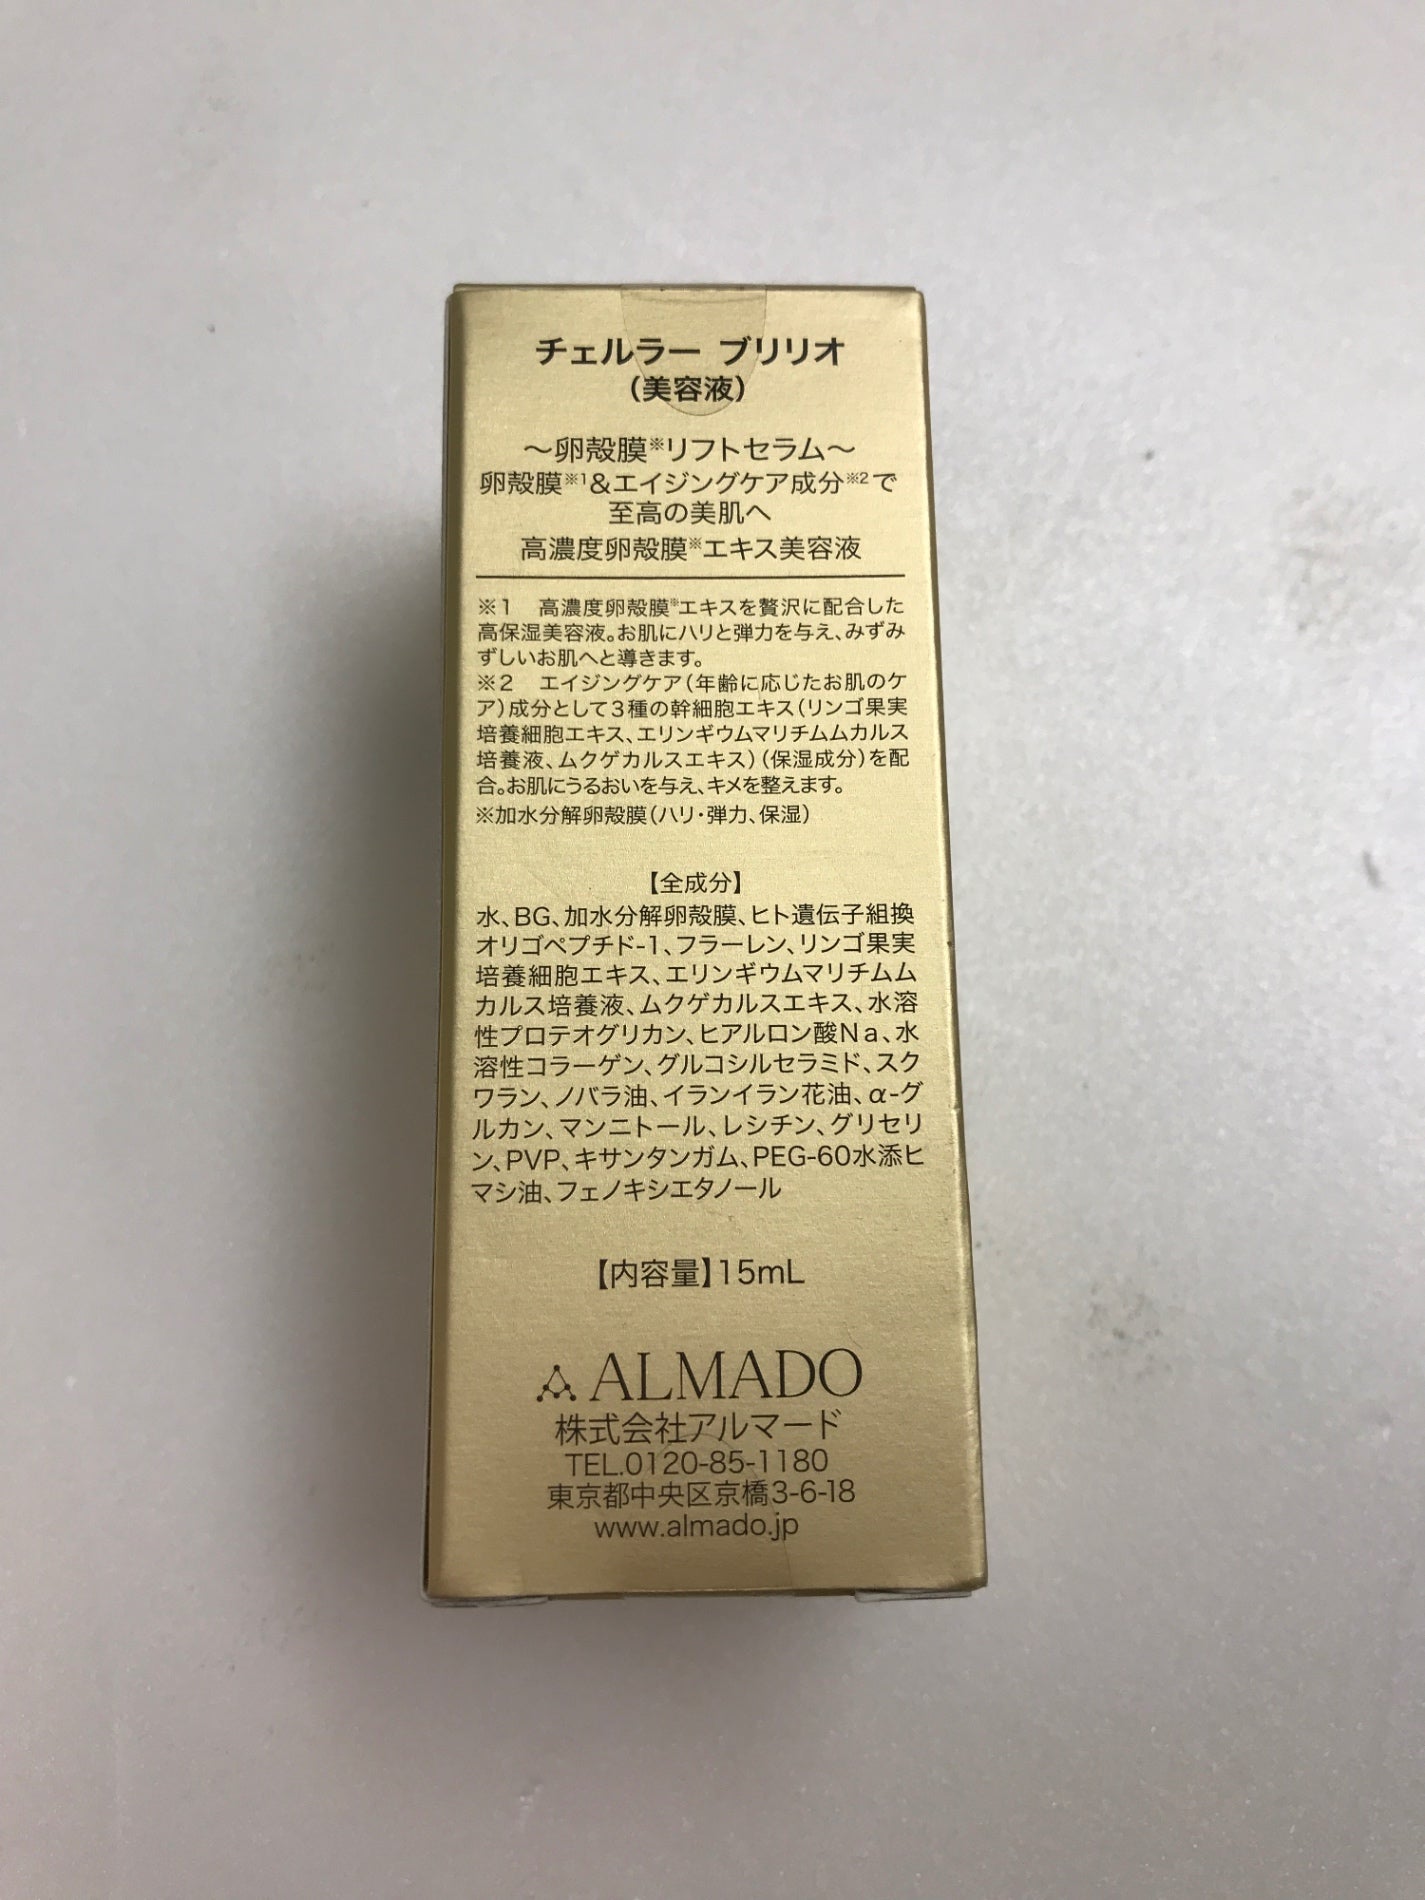 チェルラー ブリリオ
(美容液)
～卵殻膜※リフトセラム～
卵殻膜※1&エイジングケア成分※2で
至高の美肌へ
高濃度卵殻膜※エキス美容液
※1　高濃度卵殻膜※エキスを贅沢に配合した
高保湿美容液。お肌にハリと弾力を与え、みずみ
ずしいお肌へと導きます。
※2　エイジングケア(年齢に応じたお肌のケ
ア)成分として3種の幹細胞エキス(リンゴ果実
培養細胞エキス、エリンギウムマリチムムカルス
培養液、ムクゲカルスエキス)(保湿成分)を配
合。お肌にうるおいを与え、キメを整えます。
※加水分解卵殻膜(ハリ・弾力、保湿)
【全成分】
水、BG、加水分解卵殻膜、ヒト遺伝子組換
オリゴペプチド-1、フラーレン、リンゴ果実
培養細胞エキス、エリンギウムマリチムム
カルス培養液、ムクゲカルスエキス、水溶
性プロテオグリカン、ヒアルロン酸Na、水
溶性コラーゲン、グルコシルセラミド、スク
ワラン、ノバラ油、イランイラン花油、α-グ
ルカン、マンニトール、レシチン、グリセリ
ン、PVP、キサンタンガム、PEG-60水添ヒ
マシ油、フェノキシエタノール
【内容量】15mL
ALMADO
株式会社アルマード
TEL.0120-85-1180
東京都中央区京橋3-6-18
www.almado.jp